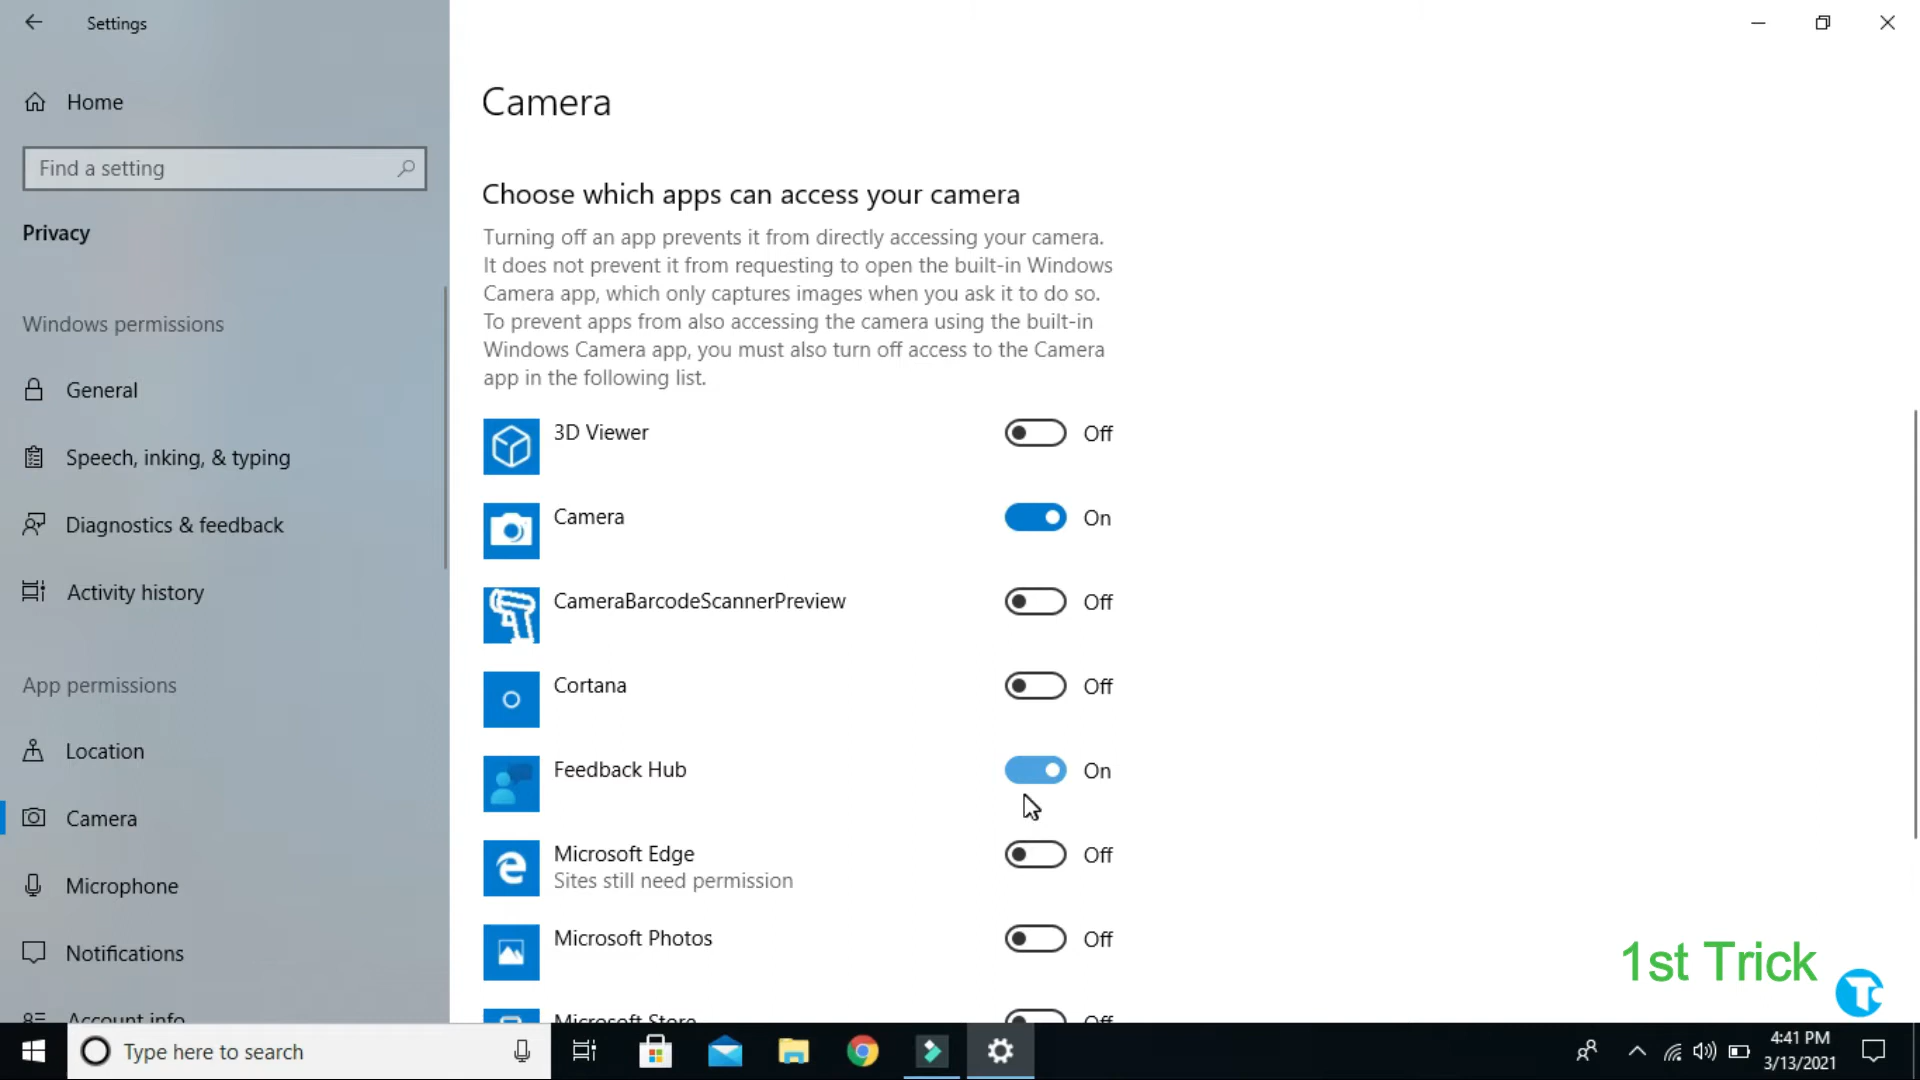 Settings
Home
Find a setting
Privacy
Windows permissions
General
Speech, inking, & typing
Diagnostics & feedback
Activity history
App permissions
Location
Camera
Microphone
Notifications
Account info
Camera
Choose which apps can access your camera
Turning off an app prevents it from directly accessing your camera.
It does not prevent it from requesting to open the built-in Windows
Camera app, which only captures images when you ask it to do so.
To prevent apps from also accessing the camera using the built-in
Windows Camera app, you must also turn off access to the Camera
app in the following list.
3D Viewer Off
Camera On
CameraBarcodeScannerPreview Off
Cortana Off
Feedback Hub On
Microsoft Edge Off
Sites still need permission
Microsoft Photos Off
Microsoft Store Off
1st Trick
Type here to search
4:41 PM
3/13/2021